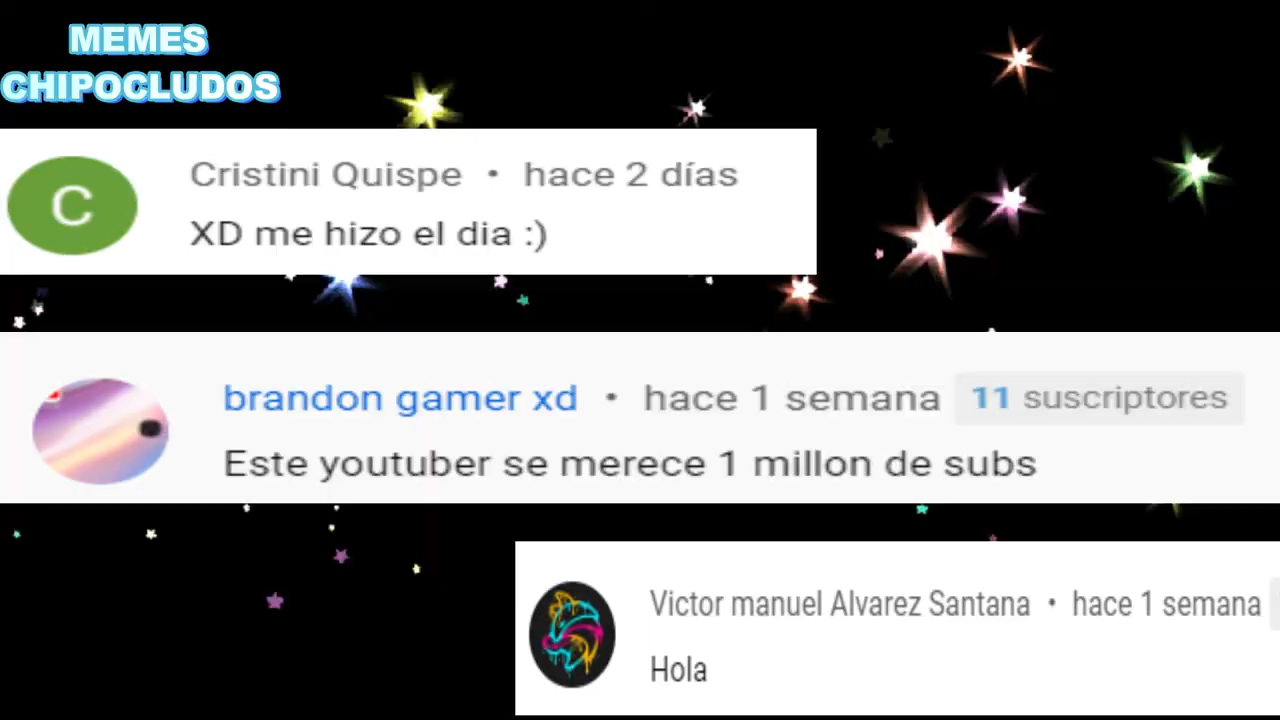 MEMES
CHIPOCLUDOS
C
Cristini Quispe • hace 2 días
XD me hizo el dia :)
brandon gamer xd • hace 1 semana 11 suscriptores
Este youtuber se merece 1 millon de subs
Victor manuel Alvarez Santana • hace 1 semana
Hola